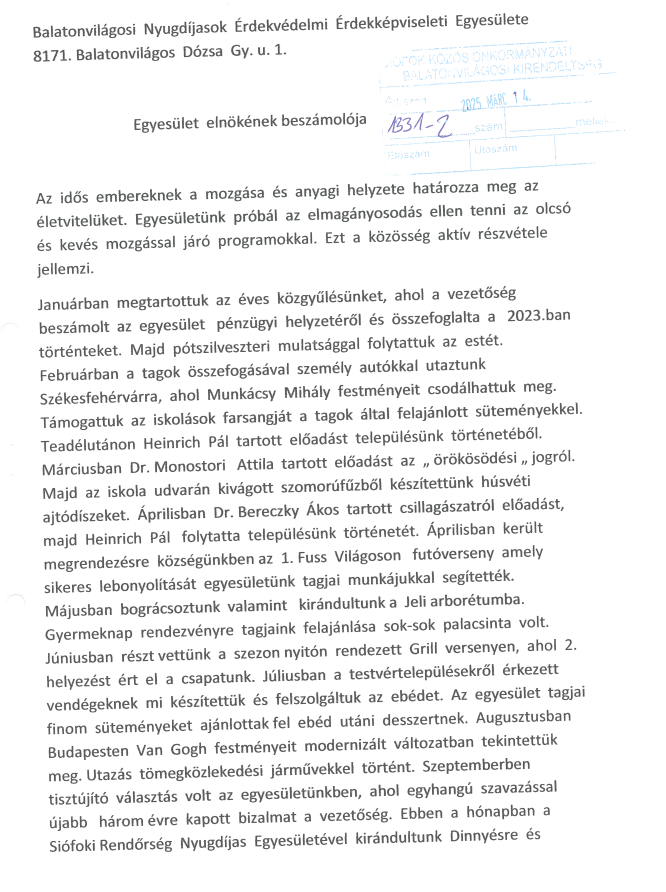 Balatonvilágosi Nyugdíjasok Érdekvédelmi Érdekképviseleti Egyesülete
8171. Balatonvilágos Dózsa Gy. u. 1.
SIÓFOK KÖZÖS ÖNKORMÁNYZATI
BALATONVILÁGOSI KIRENDELTSÉG
2025 MÁRC 14.
1331-2 szám
Előszám Utószám
Egyesület elnökének beszámolója
Az idős embereknek a mozgása és anyagi helyzete határozza meg az
életvitelüket. Egyesületünk próbál az elmagányosodás ellen tenni az olcsó
és kevés mozgással járó programokkal. Ezt a közösség aktív részvétele
jellemzi.
Januárban megtartottuk az éves közgyűlésünket, ahol a vezetőség
beszámolt az egyesület pénzügyi helyzetéről és összefoglalta a 2023.ban
történteket. Majd pótszilveszteri mulatsággal folytattuk az estét.
Februárban a tagok összefogásával személy autókkal utaztunk
Székesfehérvárra, ahol Munkácsy Mihály festményeit csodálhattuk meg.
Támogattuk az iskolások farsangját a tagok által felajánlott süteményekkel.
Teadélutánon Heinrich Pál tartott előadást településünk történetéből.
Márciusban Dr. Monostori Attila tartott előadást az „ örökösödési „ jogról.
Majd az iskola udvarán kivágott szomorúfűzből készítettünk húsvéti
ajtódíszeket. Áprilisban Dr. Bereczky Ákos tartott csillagászatról előadást,
majd Heinrich Pál folytatta településünk történetét. Áprilisban került
megrendezésre községünkben az 1. Fuss Világoson futóverseny amely
sikeres lebonyolítását egyesületünk tagjai munkájukkal segítették.
Májusban bográcsoztunk valamint kirándultunk a Jeli arborétumba.
Gyermeknap rendezvényre tagjaink felajánlása sok-sok palacsinta volt.
Júniusban részt vettünk a szezon nyitón rendezett Grill versenyen, ahol 2.
helyezést ért el a csapatunk. Júliusban a testvértelepülésekről érkezett
vendégeknek mi készítettük és felszolgáltuk az ebédet. Az egyesület tagjai
finom süteményeket ajánlottak fel ebéd utáni desszertnek. Augusztusban
Budapesten Van Gogh festményeit modernizált változatban tekintettük
meg. Utazás tömegközlekedési járművekkel történt. Szeptemberben
tisztújító választás volt az egyesületünkben, ahol egyhangú szavazással
újabb három évre kapott bizalmat a vezetőség. Ebben a hónapban a
Siófoki Rendőrség Nyugdíjas Egyesületével kirándultunk Dinnyésre és